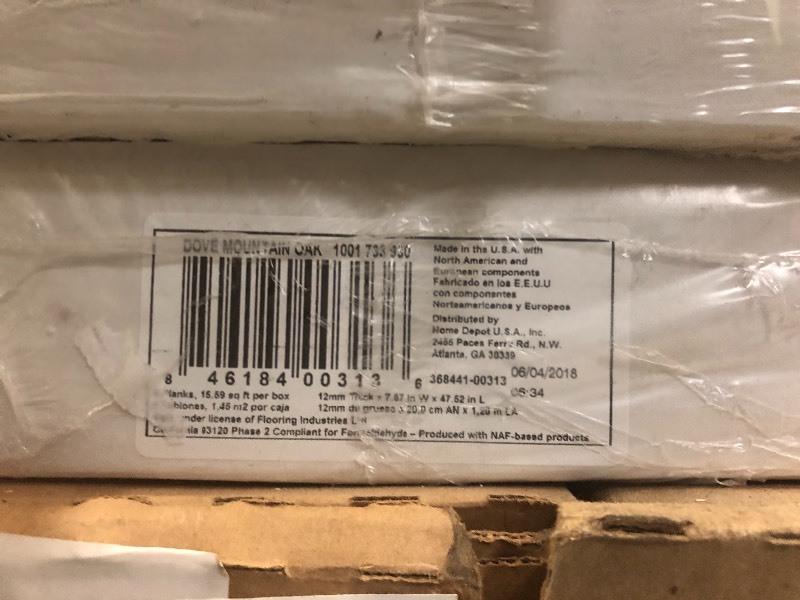 DOVE MOUNTAIN OAK 1001 733 930
Made in the U.S.A. with
North American and
European components
Fabricado en los E.E.U.U
con componentes
Norteamericanos y Europeos
Distributed by
Home Depot U.S.A., Inc.
2455 Paces Ferry Rd., N.W.
Atlanta, GA 30339
8 46184 00313 6
368441-00313 06/04/2018
05:34
lanks, 15.59 sq ft per box 12mm Thick x 7.87 in W x 47.52 in L
blones, 1,45 m2 por caja 12mm de grueso x 20,0 cm AN x 1,20 m LA
under license of Flooring Industries
California 93120 Phase 2 Compliant for Formaldehyde – Produced with NAF-based products